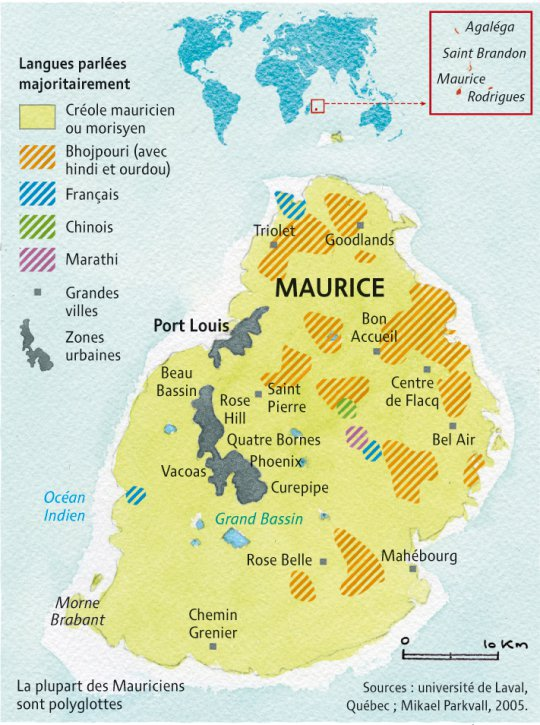 Langues parlées
majoritairement
Créole mauricien
ou morisyen
Bhojpouri (avec
hindi et ourdou)
Français
Chinois
Marathi
Grandes
villes
Zones
urbaines
Agaléga
Saint Brandon
Maurice
Rodrigues
Triolet
Goodlands
MAURICE
Port Louis
Bon
Accueil
Beau
Bassin
Rose
Hill
Saint
Pierre
Centre
de Flacq
Quatre Bornes
Bel Air
Phoenix
Vacoas
Curepipe
Océan
Indien
Grand Bassin
Rose Belle
Mahébourg
Morne
Brabant
Chemin
Grenier
0 10 Km
La plupart des Mauriciens
sont polyglottes
Sources : université de Laval,
Québec ; Mikael Parkvall, 2005.